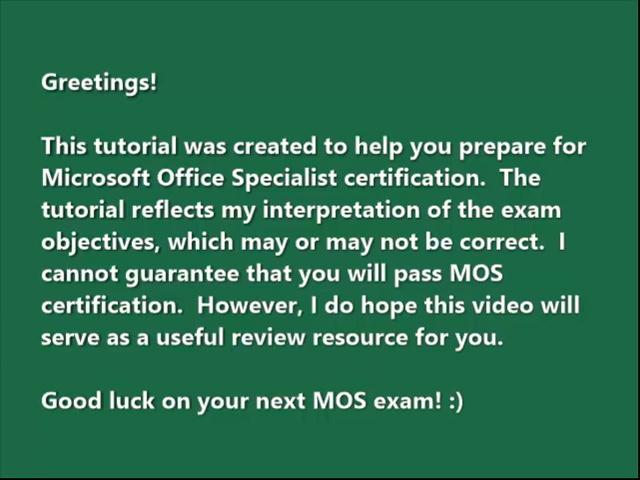 Greetings!
This tutorial was created to help you prepare for
Microsoft Office Specialist certification.  The
tutorial reflects my interpretation of the exam
objectives, which may or may not be correct.  I
cannot guarantee that you will pass MOS
certification.  However, I do hope this video will
serve as a useful review resource for you.
Good luck on your next MOS exam! :)